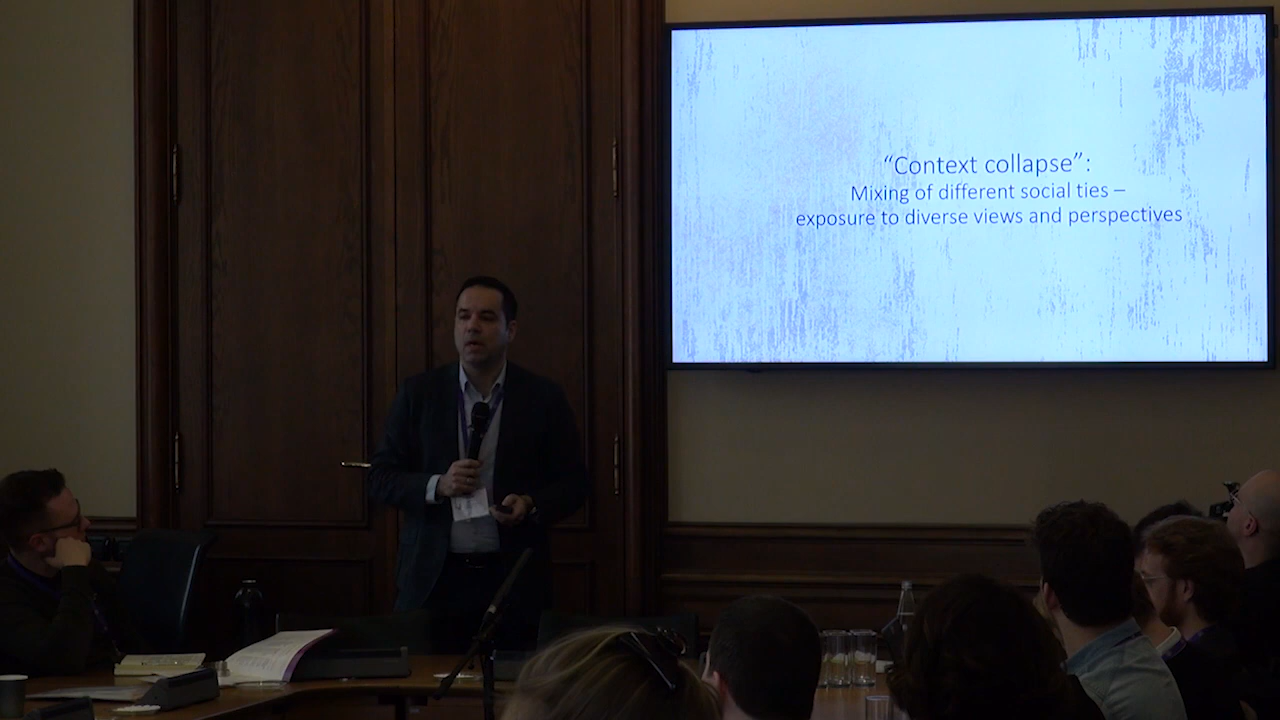 “Context collapse”:
Mixing of different social ties –
exposure to diverse views and perspectives